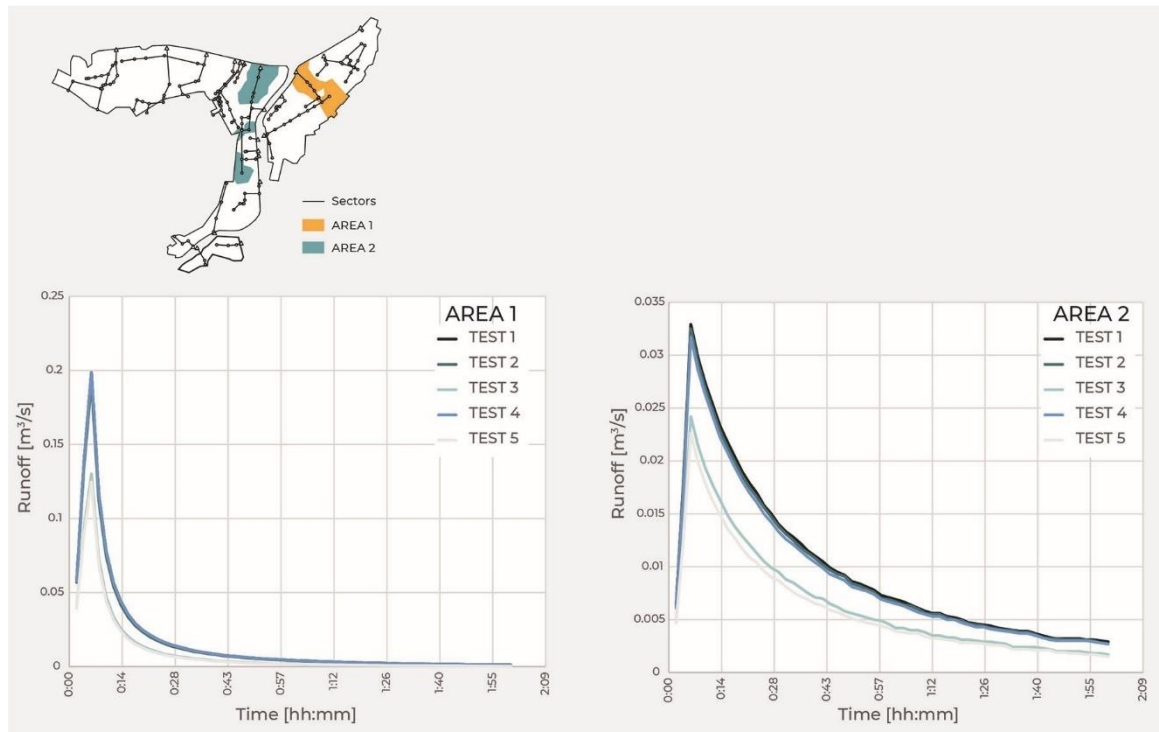 Sectors
AREA 1
AREA 2
AREA 1
TEST 1
TEST 2
TEST 3
TEST 4
TEST 5
Runoff [m³/s]
0.25
0.2
0.15
0.1
0.05
0
0:00
0:14
0:28
0:43
0:57
1:12
1:26
1:40
1:55
2:09
Time [hh:mm]
AREA 2
TEST 1
TEST 2
TEST 3
TEST 4
TEST 5
Runoff [m³/s]
0.035
0.03
0.025
0.02
0.015
0.01
0.005
0
0:00
0:14
0:28
0:43
0:57
1:12
1:26
1:40
1:55
2:09
Time [hh:mm]